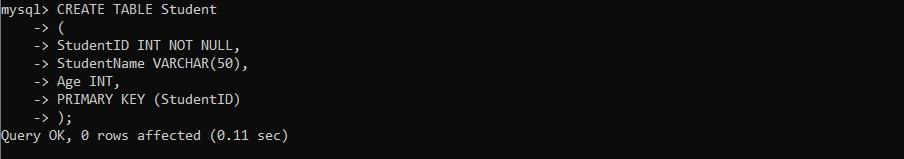 mysql> CREATE TABLE Student
    -> (
    -> StudentID INT NOT NULL,
    -> StudentName VARCHAR(50),
    -> Age INT,
    -> PRIMARY KEY (StudentID)
    -> );
Query OK, 0 rows affected (0.11 sec)